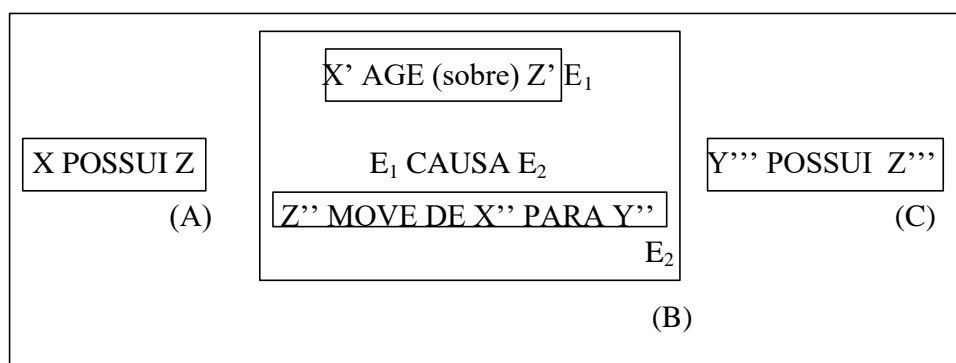 X’ AGE (sobre) Z’ E₁
X POSSUI Z
E₁ CAUSA E₂
Y’’’ POSSUI Z’’’
(A)
Z’’ MOVE DE X’’ PARA Y’’
(C)
E₂
(B)